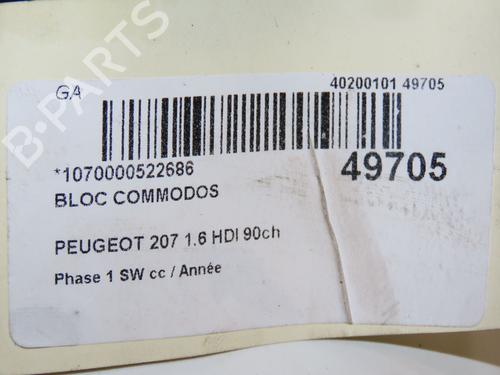 GA
40200101 49705
*1070000522686
49705
BLOC COMMODOS
PEUGEOT 207 1.6 HDI 90ch
Phase 1 SW cc / Année
B-PARTS